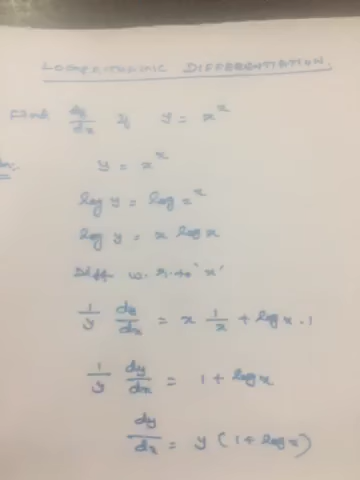 LOGARITHMIC DIFFERENTIATION.
Find dy/dx if y = x^x
y = x^x
log y = log x^x
log y = x log x
Diff w.r.to 'x'
1/y dy/dx = x 1/x + log x . 1
1/y dy/dx = 1 + log x
dy/dx = y (1 + log x)